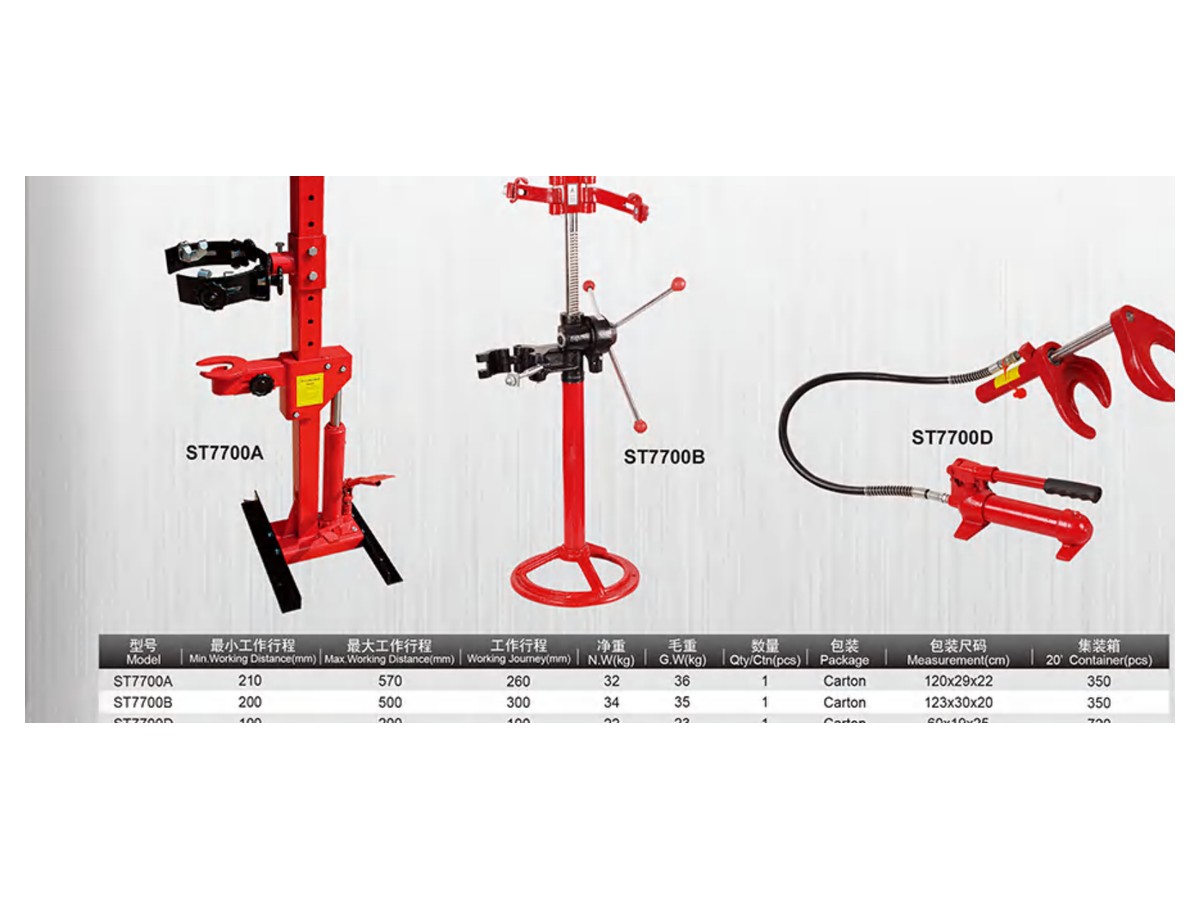 ST7700A
ST7700B
ST7700D
型号 最小工作行程 最大工作行程 工作行程 净重 毛重 数量 包装 包装尺码 集装箱
Model Min.Working Distance(mm) Max.Working Distance(mm) Working Journey(mm) N.W(kg) G.W(kg) Qty/Ctn(pcs) Package Measurement(cm) 20' Container(pcs)
ST7700A 210 570 260 32 36 1 Carton 120x29x22 350
ST7700B 200 500 300 34 35 1 Carton 123x30x20 350
ST7700D 1 Carton